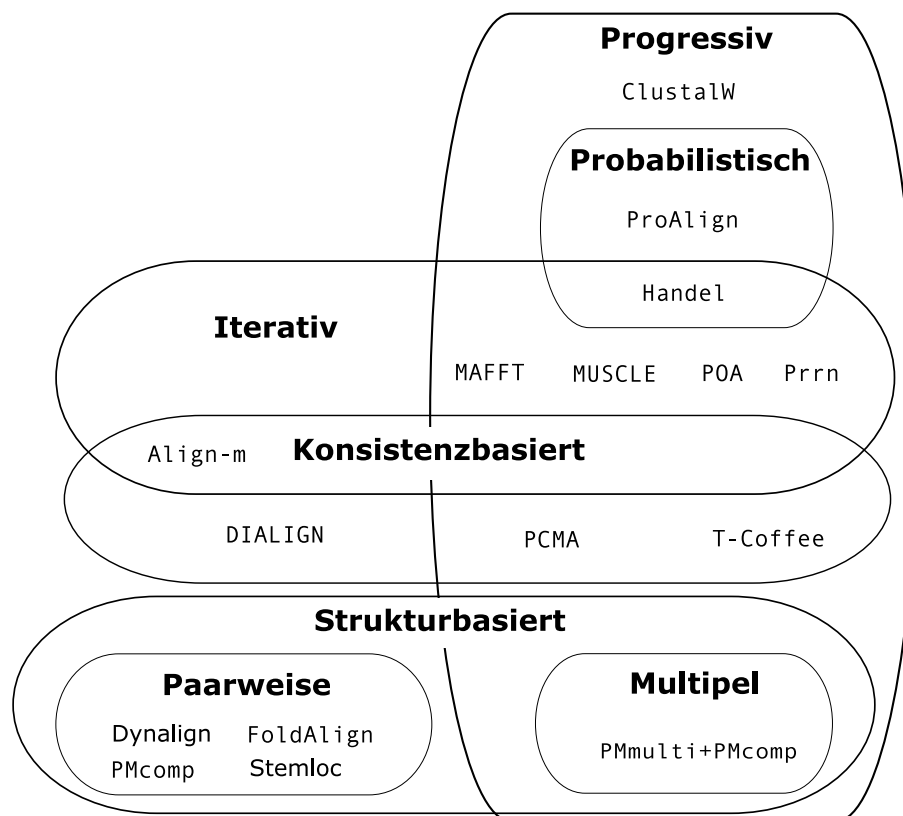 Progressiv
ClustalW
Probabilistisch
ProAlign
Handel
Iterativ
MAFFT MUSCLE POA Prrn
Align-m Konsistenzbasiert
DIALIGN PCMA T-Coffee
Strukturbasiert
Paarweise Multipel
Dynalign FoldAlign
PMcomp Stemloc
PMmulti+PMcomp